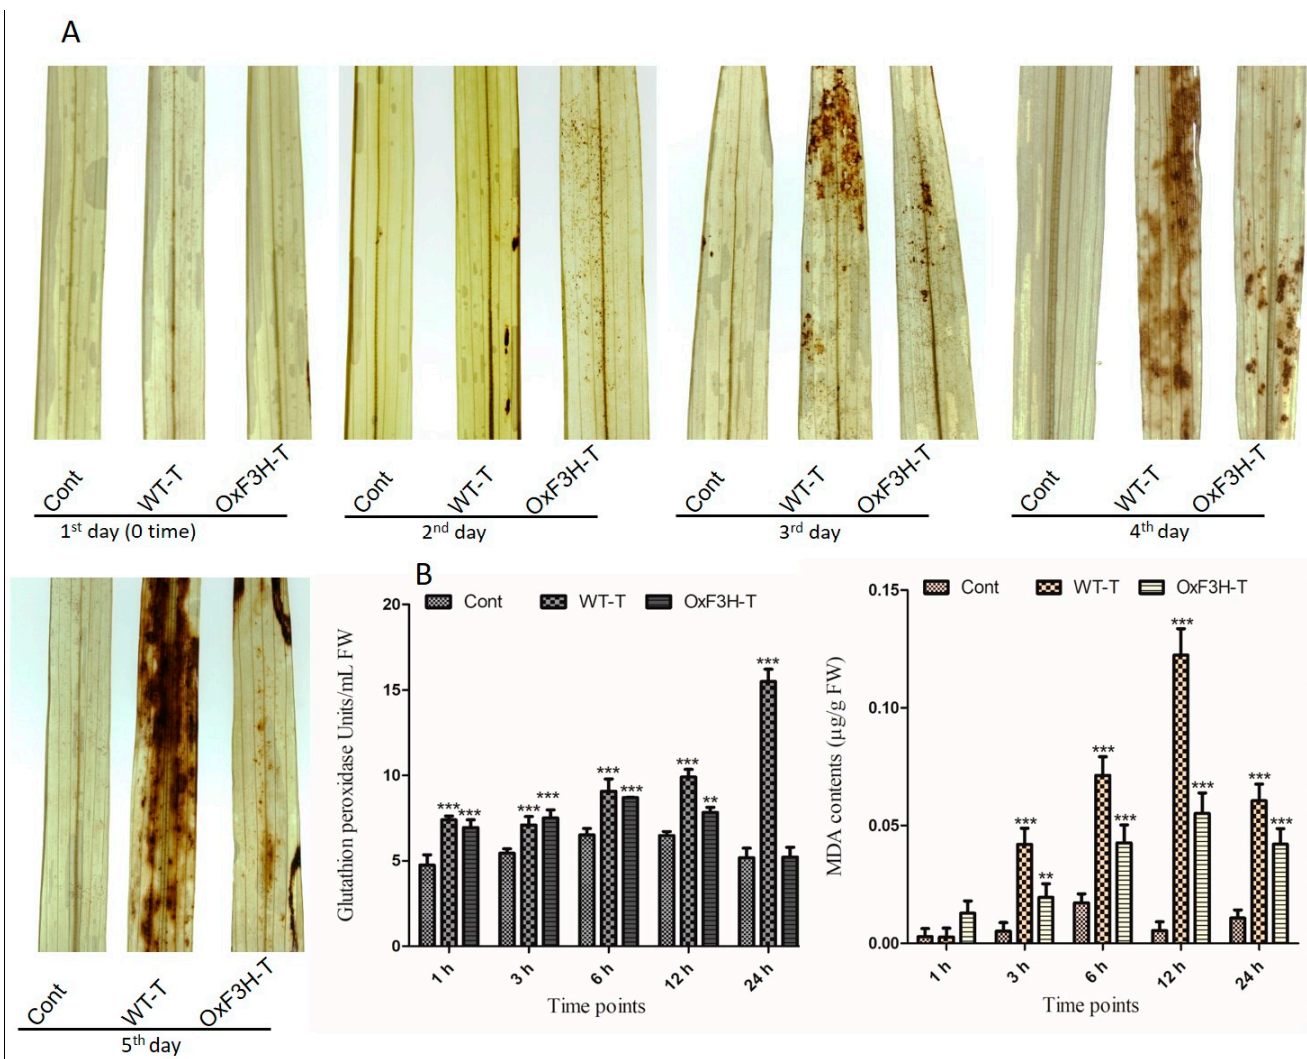 A
Cont WT-T OxF3H-T
1st day (0 time)
Cont WT-T OxF3H-T
2nd day
Cont WT-T OxF3H-T
3rd day
Cont WT-T OxF3H-T
4th day
Cont WT-T OxF3H-T
5th day
B
Cont WT-T OxF3H-T
Glutathion peroxidase Units/mL FW
20
15
10
5
0
*** *** *** *** *** *** *** ** ***
1 h 3 h 6 h 12 h 24 h
Time points
Cont WT-T OxF3H-T
MDA contents (µg/g FW)
0.15
0.10
0.05
0.00
*** ** *** *** *** *** *** ***
1 h 3 h 6 h 12 h 24 h
Time points